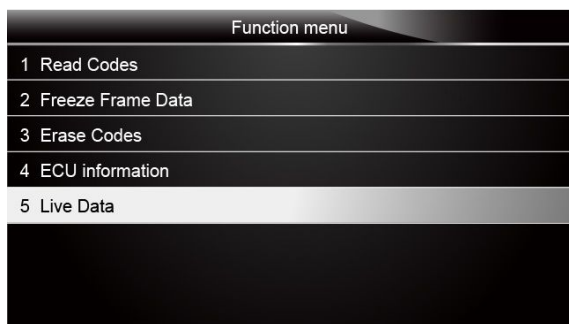 Function menu
1 Read Codes
2 Freeze Frame Data
3 Erase Codes
4 ECU information
5 Live Data